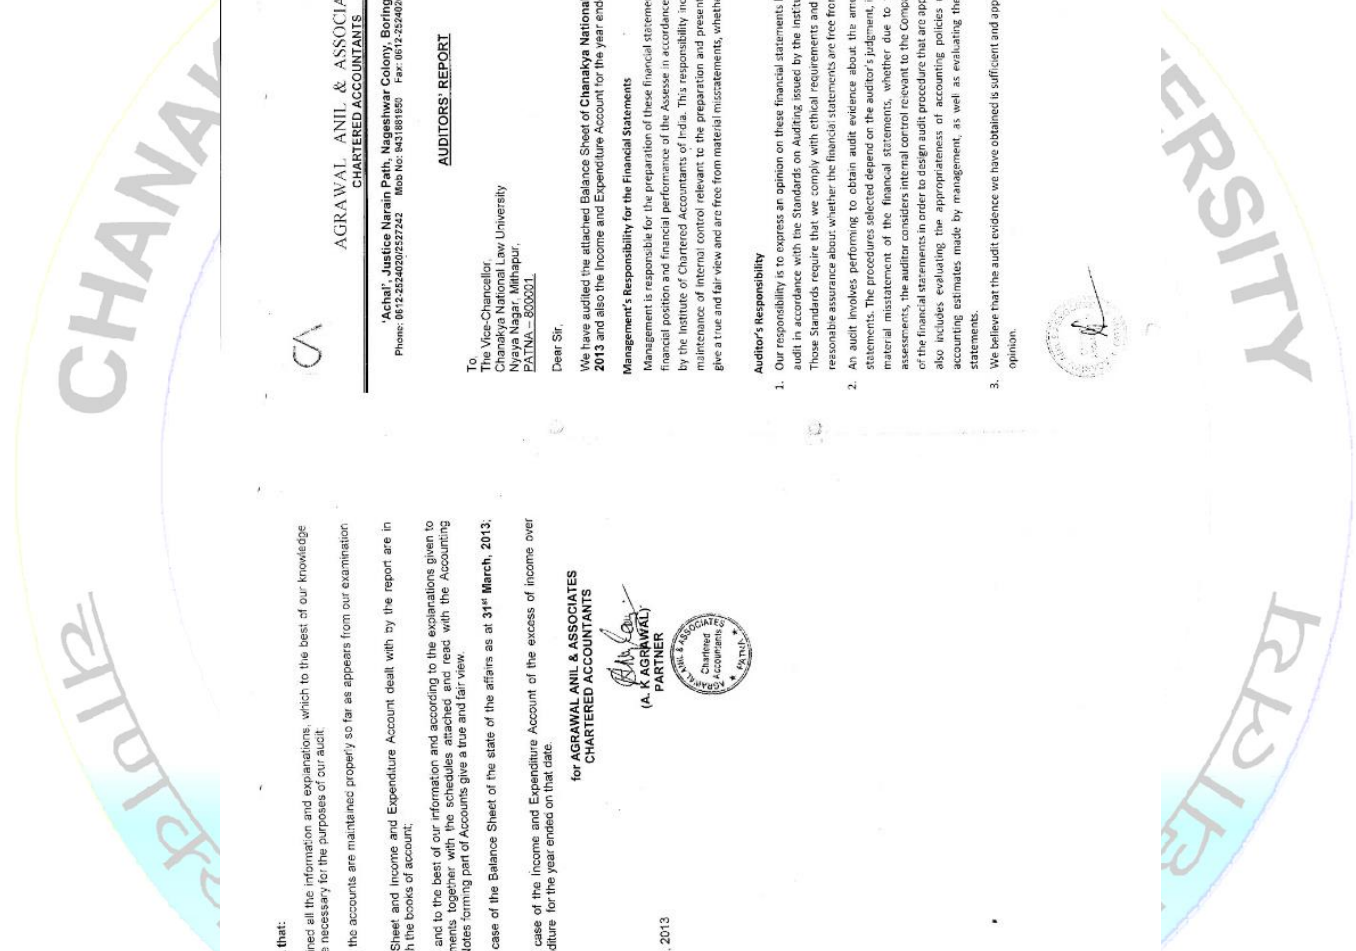 CA
AGRAWAL ANIL & ASSOCIA
CHARTERED ACCOUNTANTS
'Achal', Justice Narain Path, Nageshwar Colony, Boring
Phone: 0612-2524020/2527242 Mob No: 9431881950 Fax: 0612-252402
AUDITORS' REPORT
To,
The Vice-Chancellor,
Chanakya National Law University
Nyaya Nagar, Mithapur,
PATNA – 800001
Dear Sir,
We have audited the attached Balance Sheet of Chanakya National
2013 and also the Income and Expenditure Account for the year end
Management's Responsibility for the Financial Statements
Management is responsible for the preparation of these financial stateme
financial position and financial performance of the Assesse in accordance
by the Institute of Chartered Accountants of India. This responsibility inc
maintenance of internal control relevant to the preparation and present
give a true and fair view and are free from material misstatements, wheth
Auditor's Responsibility
1. Our responsibility is to express an opinion on these financial statements
audit in accordance with the Standards on Auditing issued by the Institu
Those Standards require that we comply with ethical requirements and
reasonable assurance about whether the financial statements are free from
2. An audit involves performing to obtain audit evidence about the am
statements. The procedures selected depend on the auditor's judgment, i
material misstatement of the financial statements, whether due to
assessments, the auditor considers internal control relevant to the Compa
of the financial statements in order to design audit procedure that are app
also includes evaluating the appropriateness of accounting policies
accounting estimates made by management, as well as evaluating the
statements.
3. We believe that the audit evidence we have obtained is sufficient and app
opinion.
that:
ined all the information and explanations, which to the best of our knowledge
e necessary for the purposes of our audit;
the accounts are maintained properly so far as appears from our examination
Sheet and Income and Expenditure Account dealt with by the report are in
h the books of account;
and to the best of our information and according to the explanations given to
ments together with the schedules attached and read with the Accounting
Notes forming part of Accounts give a true and fair view.
case of the Balance Sheet of the state of the affairs as at 31st March, 2013;
case of the Income and Expenditure Account of the excess of income over
diture for the year ended on that date.
for AGRAWAL ANIL & ASSOCIATES
CHARTERED ACCOUNTANTS
(A. K AGRAWAL)
PARTNER
AGRAWAL ANIL & ASSOCIATES
Chartered
Accountants
★ PATNA ★
, 2013
CHANAK
ERSITY